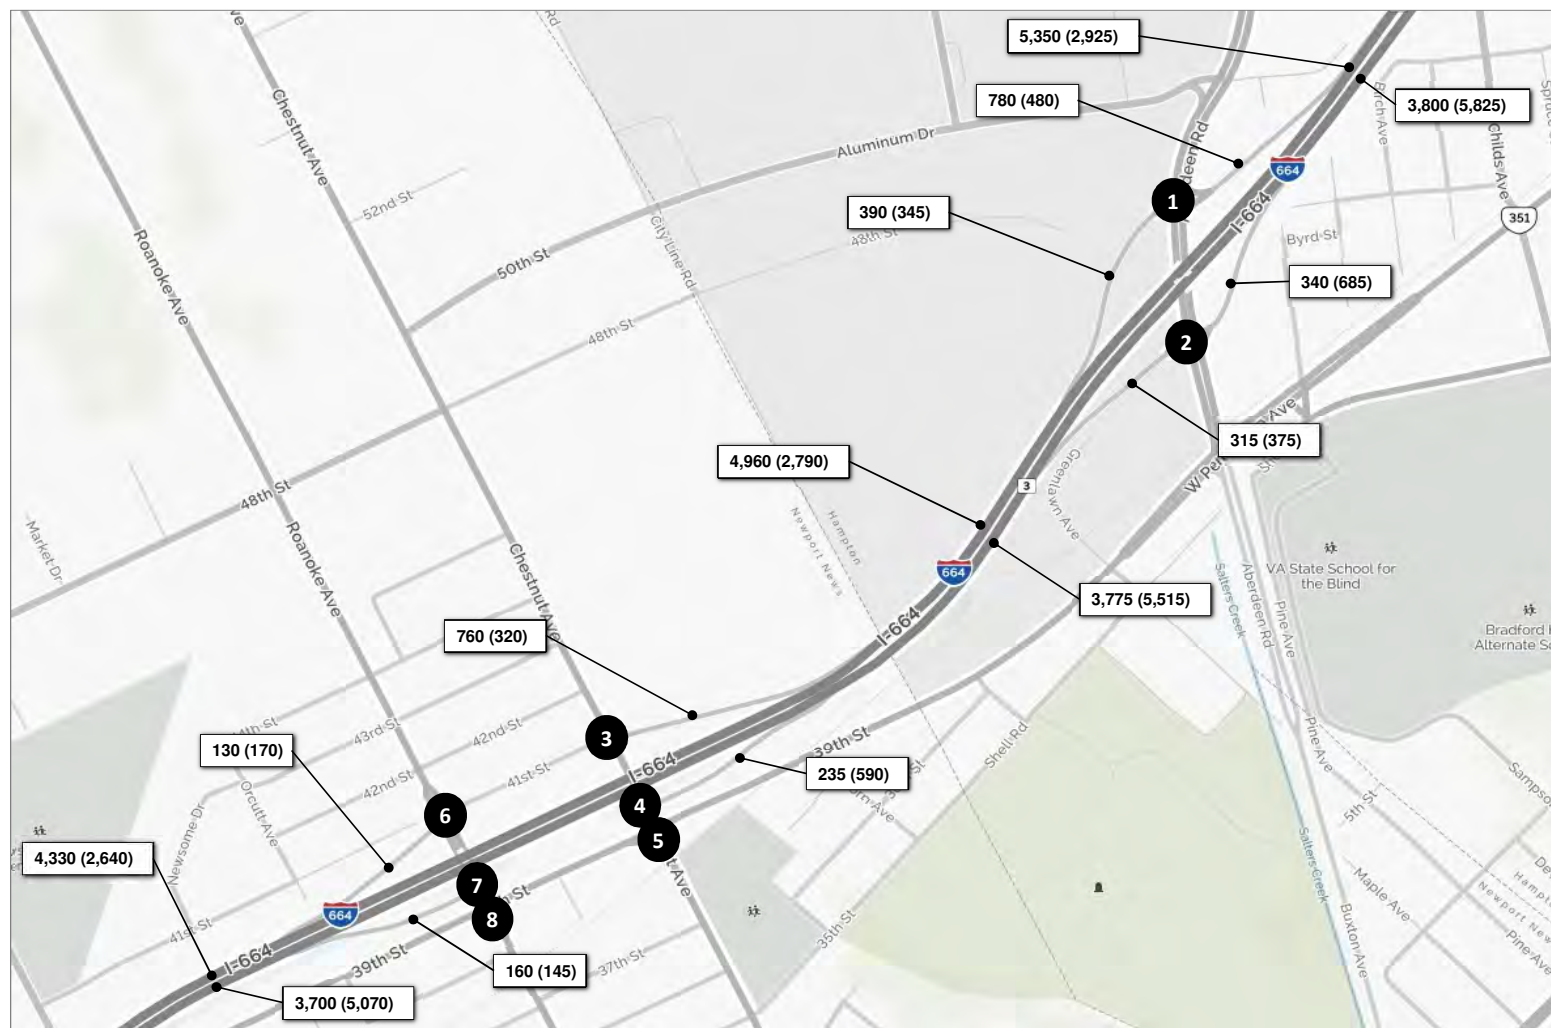 5,350 (2,925)
780 (480)
3,800 (5,825)
Birch Ave
Childs Ave
Chestnut Ave
Aluminum Dr
664
1
I-664
351
52nd St
390 (345)
48th St
City Line Rd
Byrd St
Roanoke Ave
50th St
340 (685)
48th St
2
315 (375)
4,960 (2,790)
3
Greenlawn Ave
48th St
Market Dr
Roanoke Ave
Chestnut Ave
Hampton
Newport News
664
VA State School for
the Blind
Salters Creek
Aberdeen Rd
Pine Ave
3,775 (5,515)
I-664
760 (320)
3
43rd St
42nd St
42nd St
41st St
I-664
39th St
Shell Rd
Pine Ave
130 (170)
235 (590)
4
5
6
Orcutt Ave
Newsome Dr
4,330 (2,640)
5th St
Salters Creek
Maple Ave
Newport
7
8
664
41st St
I-664
39th St
37th St
35th St
Buxton Ave
Pine Ave
160 (145)
3,700 (5,070)